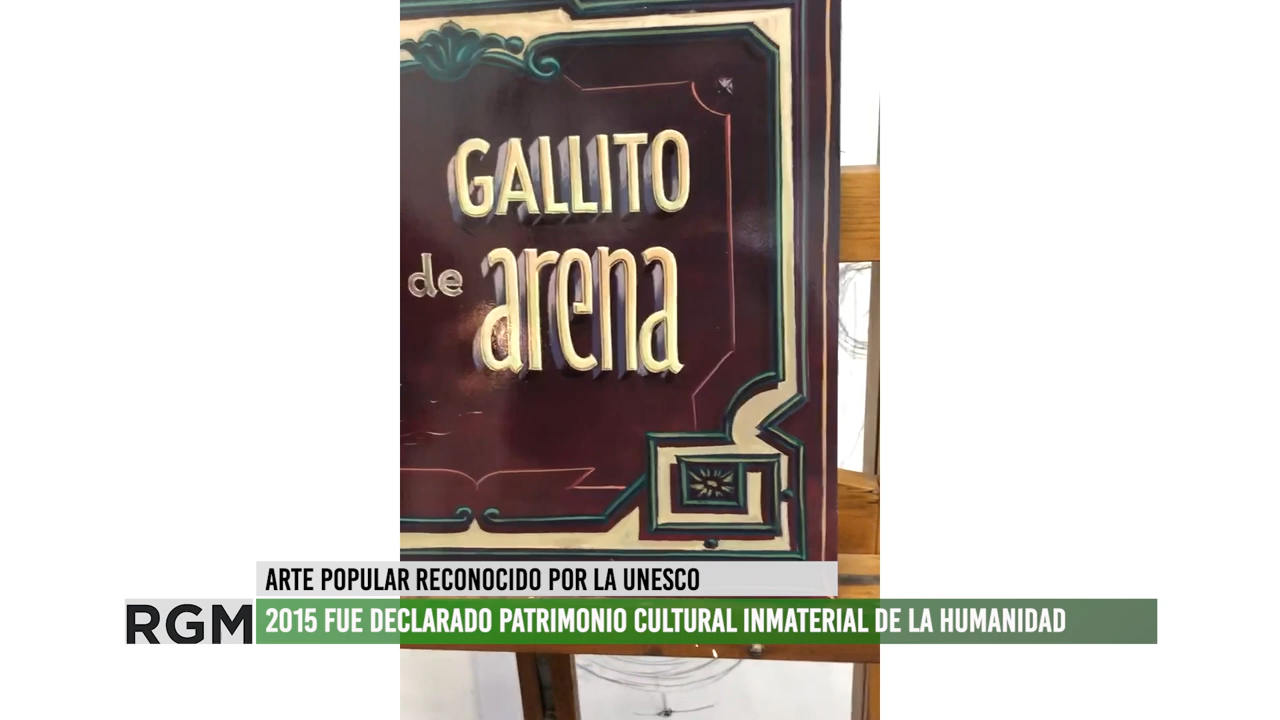 GALLITO
de arena
ARTE POPULAR RECONOCIDO POR LA UNESCO
RGM
2015 FUE DECLARADO PATRIMONIO CULTURAL INMATERIAL DE LA HUMANIDAD